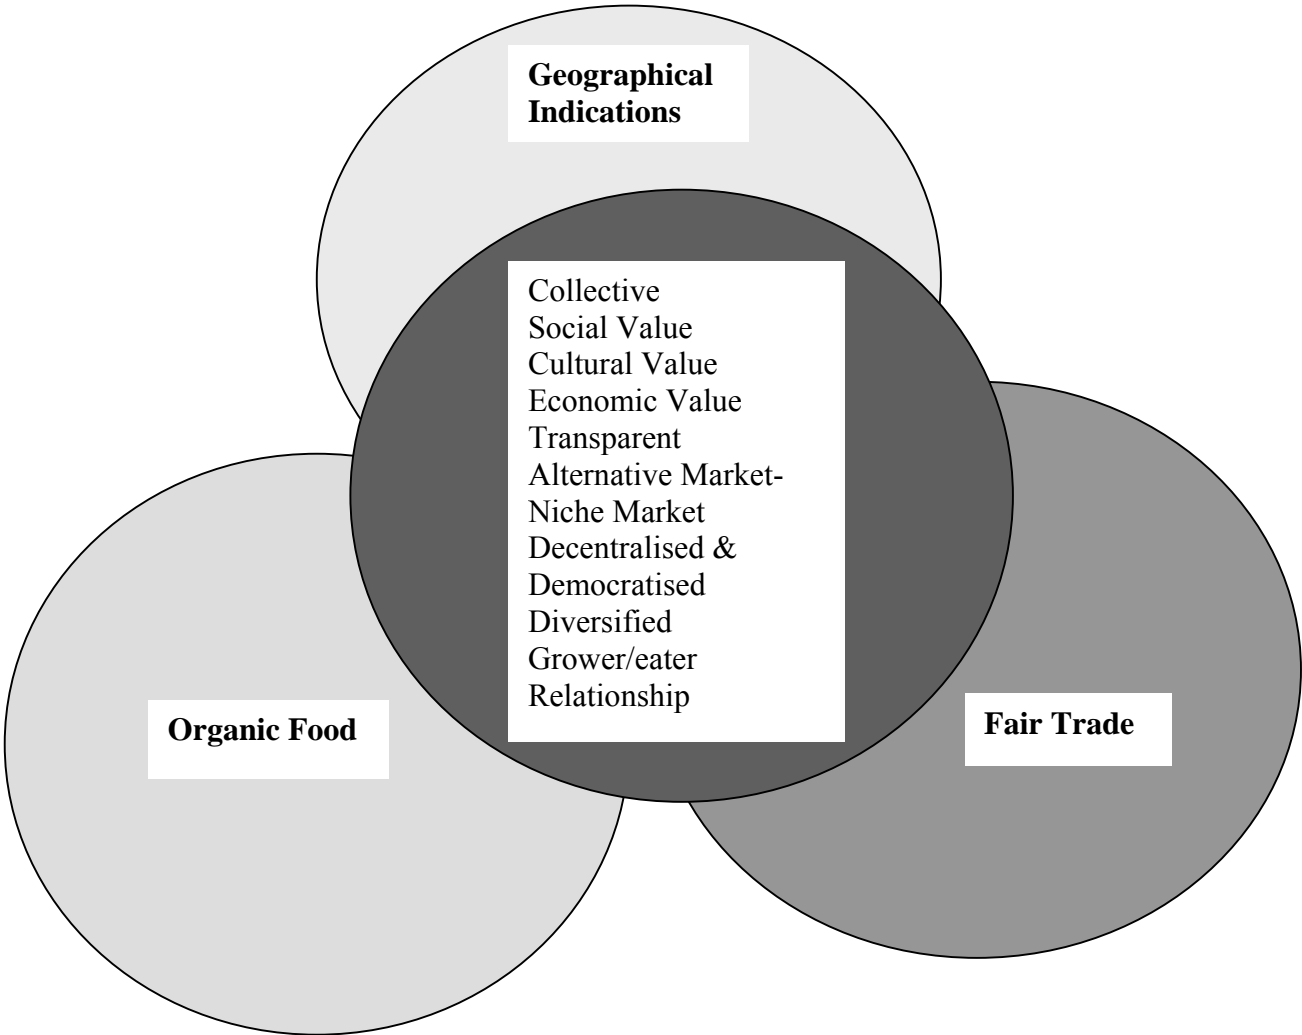 Geographical
Indications
Collective
Social Value
Cultural Value
Economic Value
Transparent
Alternative Market-
Niche Market
Decentralised &
Democratised
Diversified
Grower/eater
Relationship
Organic Food
Fair Trade